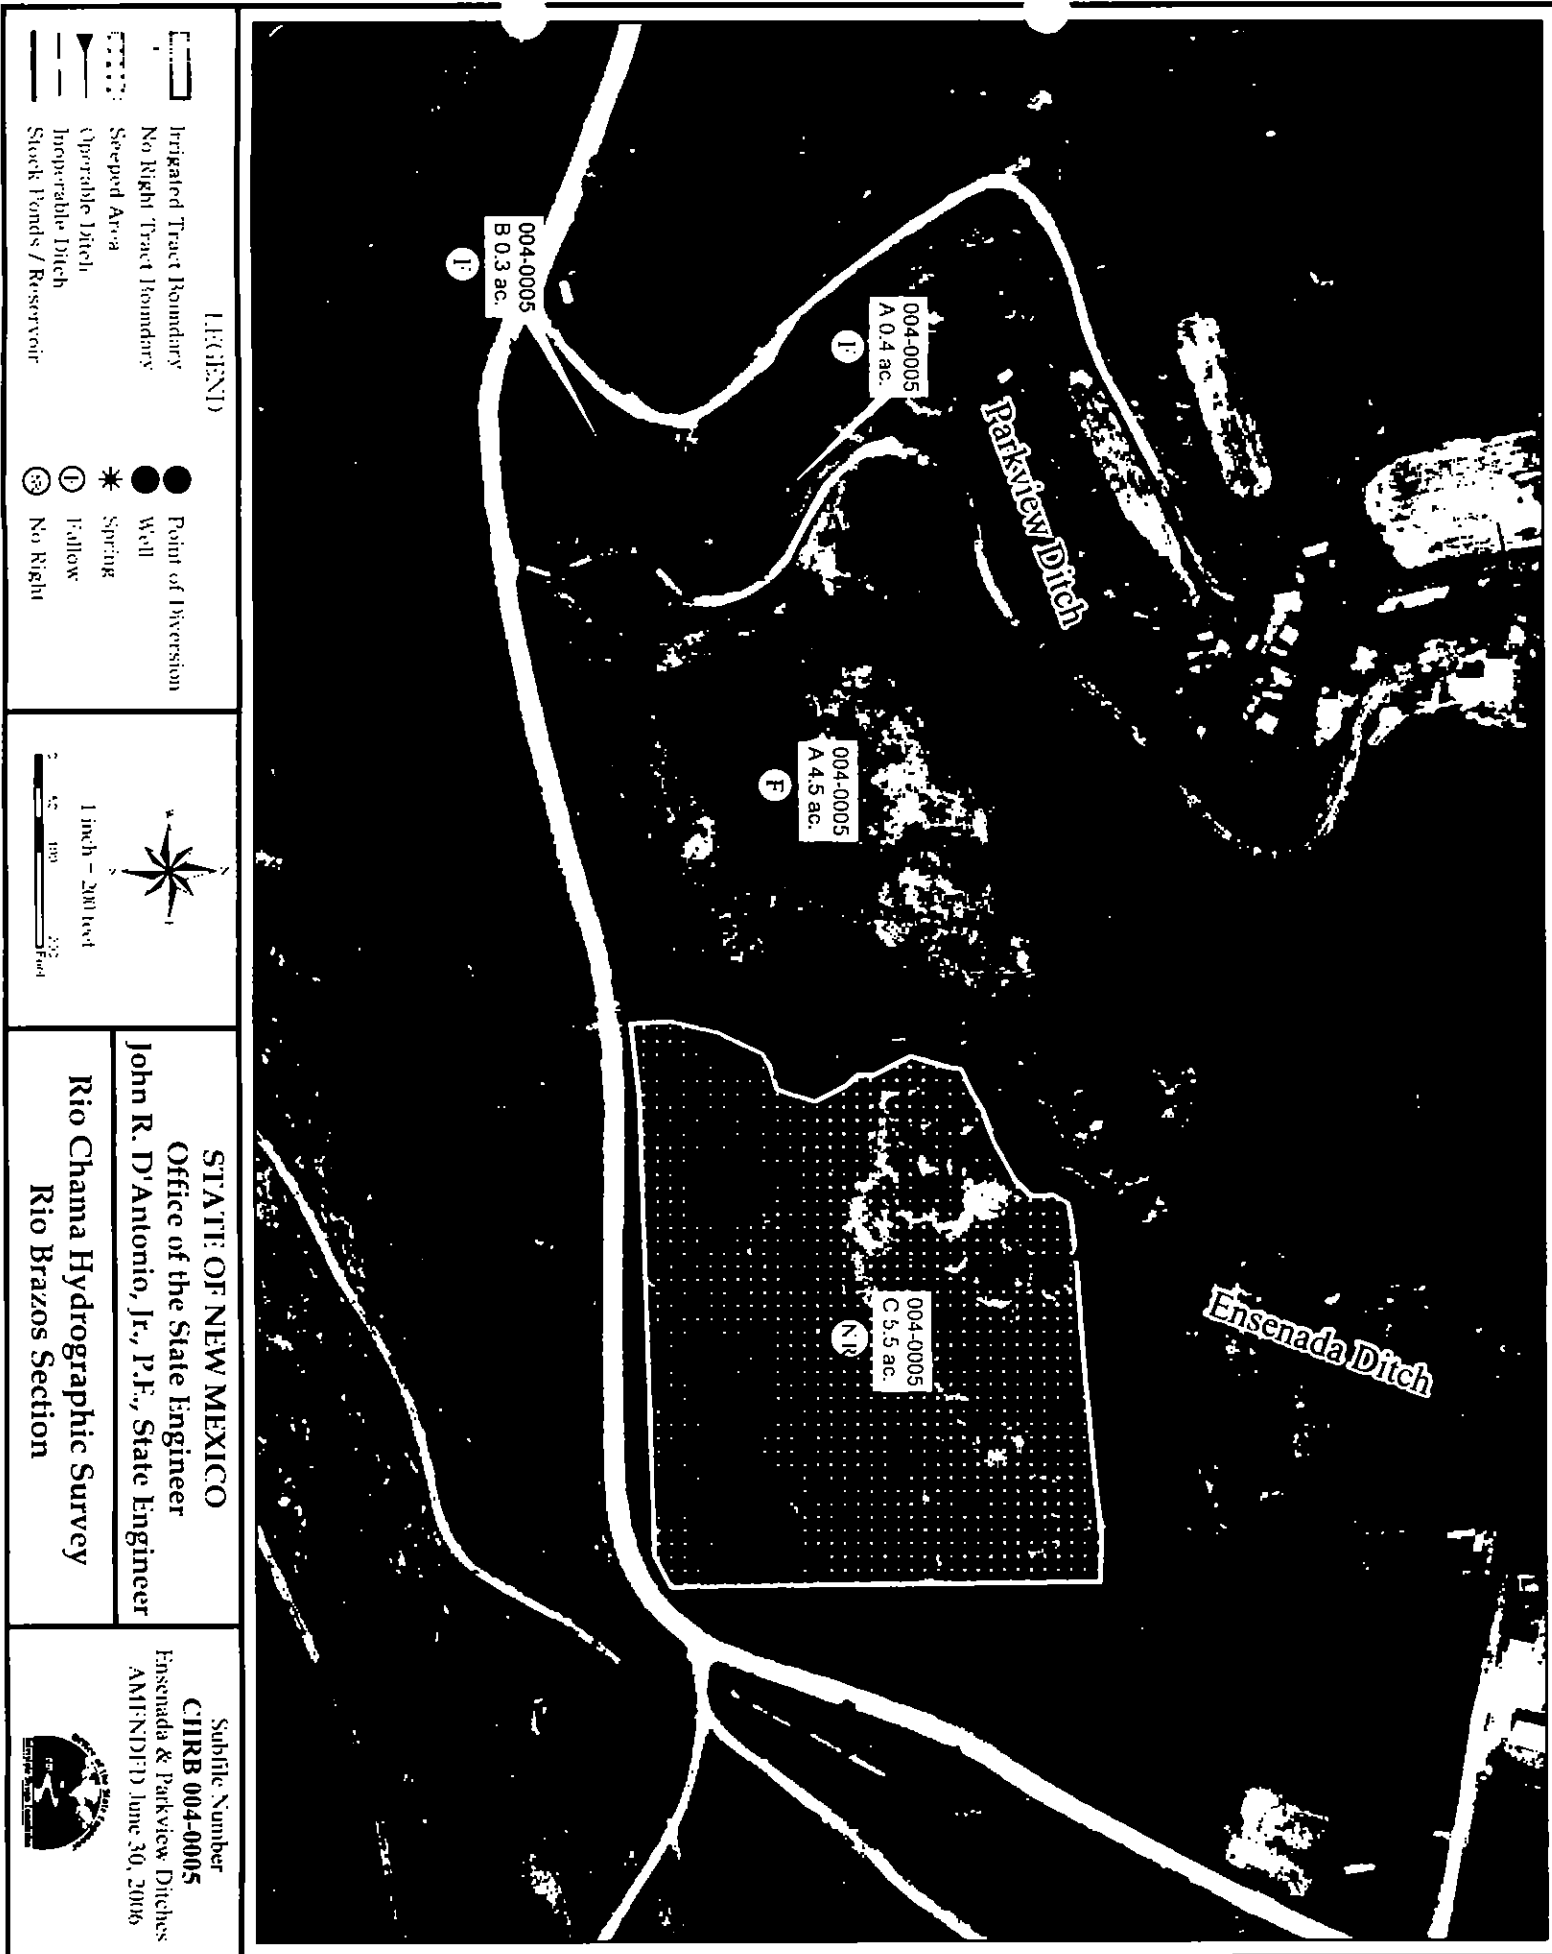 Parkview Ditch
Ensenada Ditch
004-0005
A 0.4 ac.
F
004-0005
B 0.3 ac.
F
004-0005
A 4.5 ac.
F
004-0005
C 5.5 ac.
NR
LEGEND
Irrigated Tract Boundary
No Right Tract Boundary
Seeped Area
Operable Ditch
Inoperable Ditch
Stock Ponds / Reservoir
Point of Diversion
Well
Spring
F Fallow
NR No Right
N
W
E
S
1 inch = 200 feet
Feet
STATE OF NEW MEXICO
Office of the State Engineer
John R. D'Antonio, Jr., P.E., State Engineer
Rio Chama Hydrographic Survey
Rio Brazos Section
Subfile Number
CHRB 004-0005
Ensenada & Parkview Ditches
AMENDED June 30, 2006